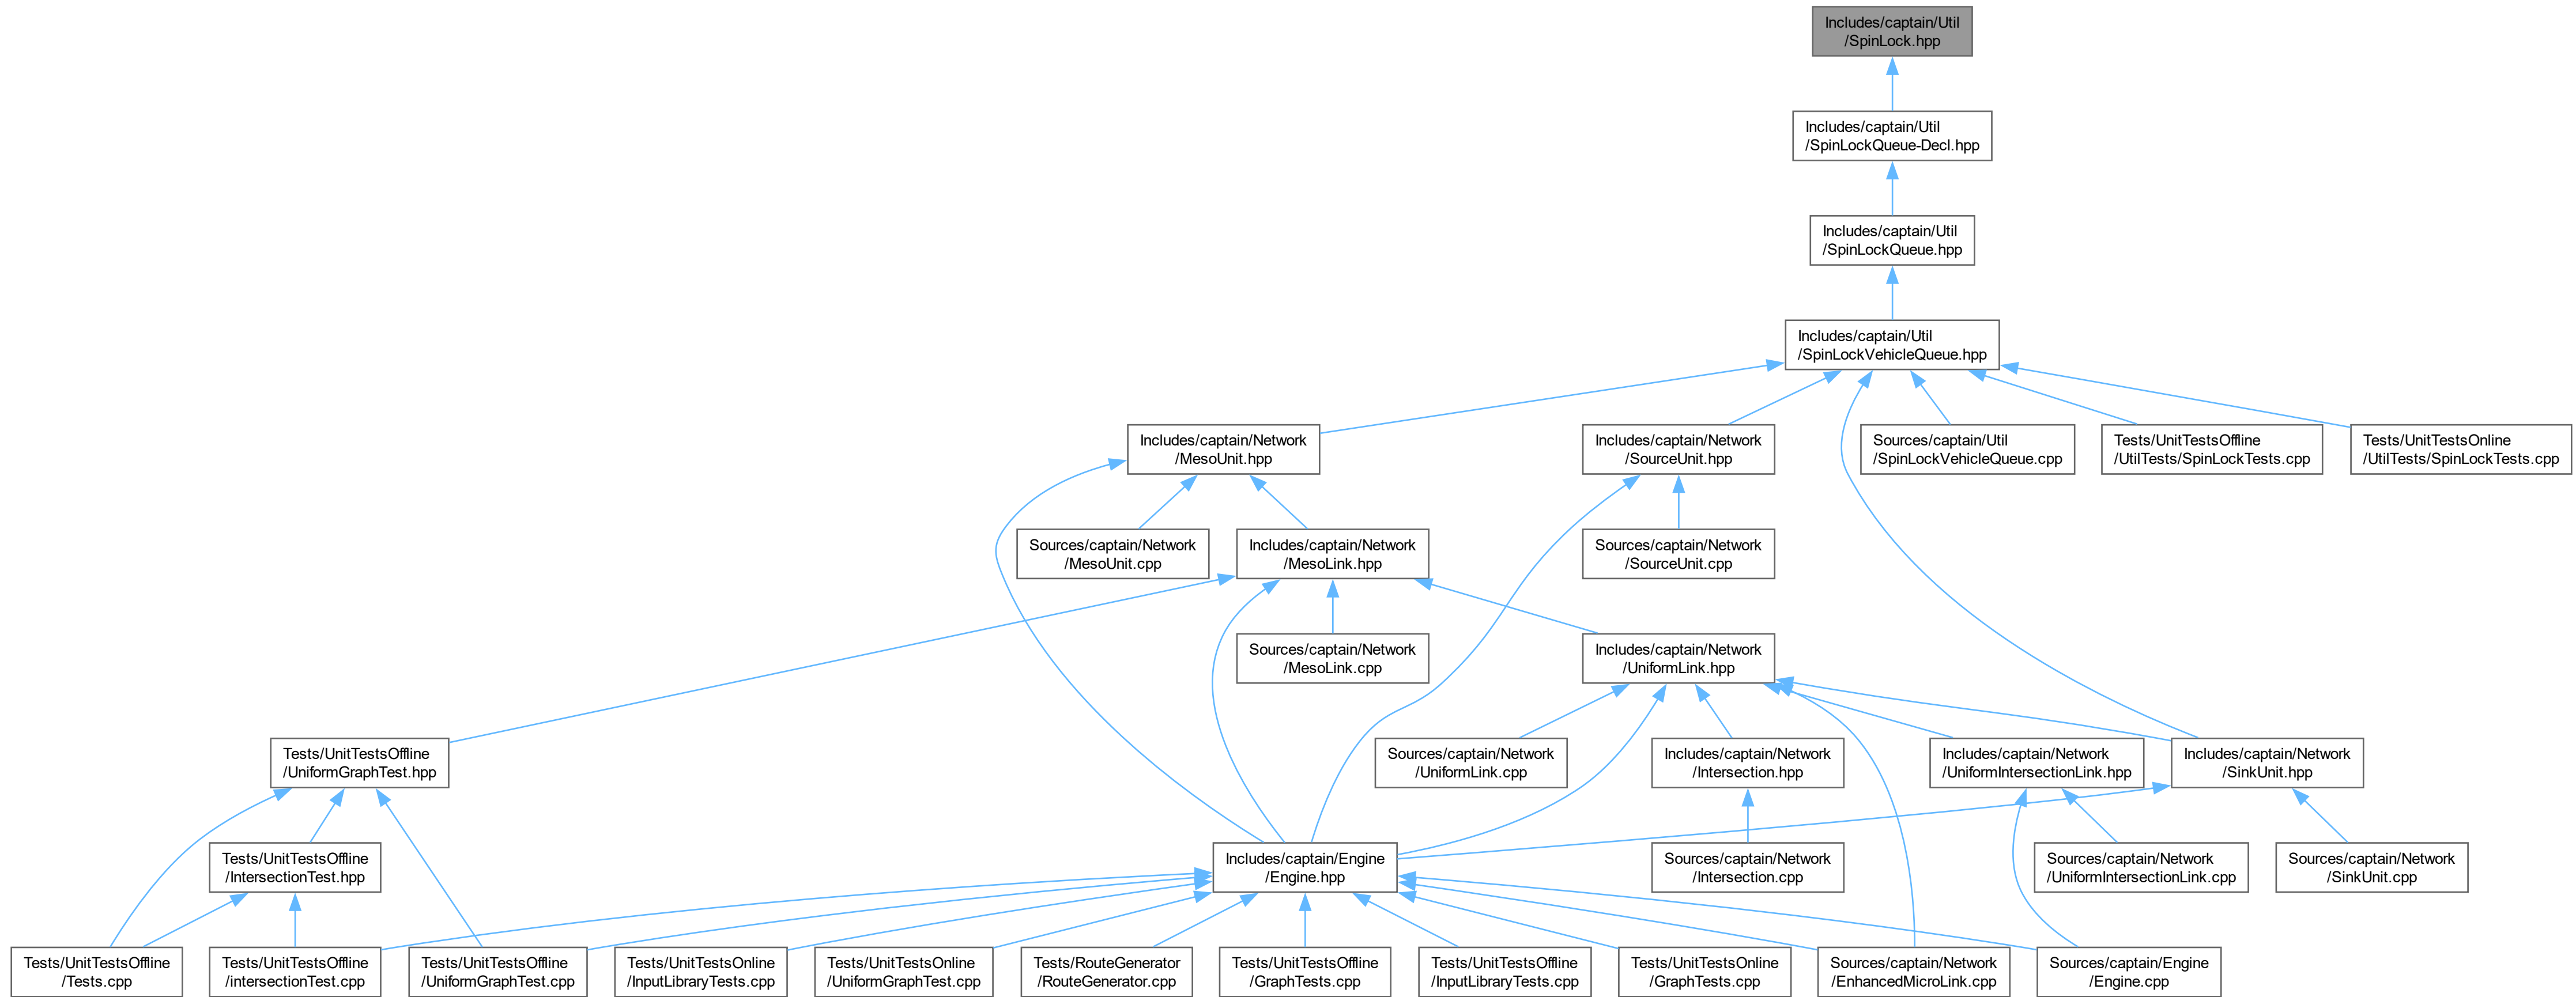 Includes/captain/Util
/SpinLock.hpp
Includes/captain/Util
/SpinLockQueue-Decl.hpp
Includes/captain/Util
/SpinLockQueue.hpp
Includes/captain/Util
/SpinLockVehicleQueue.hpp
Includes/captain/Network
/MesoUnit.hpp
Includes/captain/Network
/SourceUnit.hpp
Sources/captain/Util
/SpinLockVehicleQueue.cpp
Tests/UnitTestsOffline
/UtilTests/SpinLockTests.cpp
Tests/UnitTestsOnline
/UtilTests/SpinLockTests.cpp
Sources/captain/Network
/MesoUnit.cpp
Includes/captain/Network
/MesoLink.hpp
Sources/captain/Network
/SourceUnit.cpp
Sources/captain/Network
/MesoLink.cpp
Includes/captain/Network
/UniformLink.hpp
Tests/UnitTestsOffline
/UniformGraphTest.hpp
Sources/captain/Network
/UniformLink.cpp
Includes/captain/Network
/Intersection.hpp
Includes/captain/Network
/UniformIntersectionLink.hpp
Includes/captain/Network
/SinkUnit.hpp
Tests/UnitTestsOffline
/IntersectionTest.hpp
Includes/captain/Engine
/Engine.hpp
Sources/captain/Network
/Intersection.cpp
Sources/captain/Network
/UniformIntersectionLink.cpp
Sources/captain/Network
/SinkUnit.cpp
Tests/UnitTestsOffline
/Tests.cpp
Tests/UnitTestsOffline
/intersectionTest.cpp
Tests/UnitTestsOffline
/UniformGraphTest.cpp
Tests/UnitTestsOnline
/InputLibraryTests.cpp
Tests/UnitTestsOnline
/UniformGraphTest.cpp
Tests/RouteGenerator
/RouteGenerator.cpp
Tests/UnitTestsOffline
/GraphTests.cpp
Tests/UnitTestsOffline
/InputLibraryTests.cpp
Tests/UnitTestsOnline
/GraphTests.cpp
Sources/captain/Network
/EnhancedMicroLink.cpp
Sources/captain/Engine
/Engine.cpp